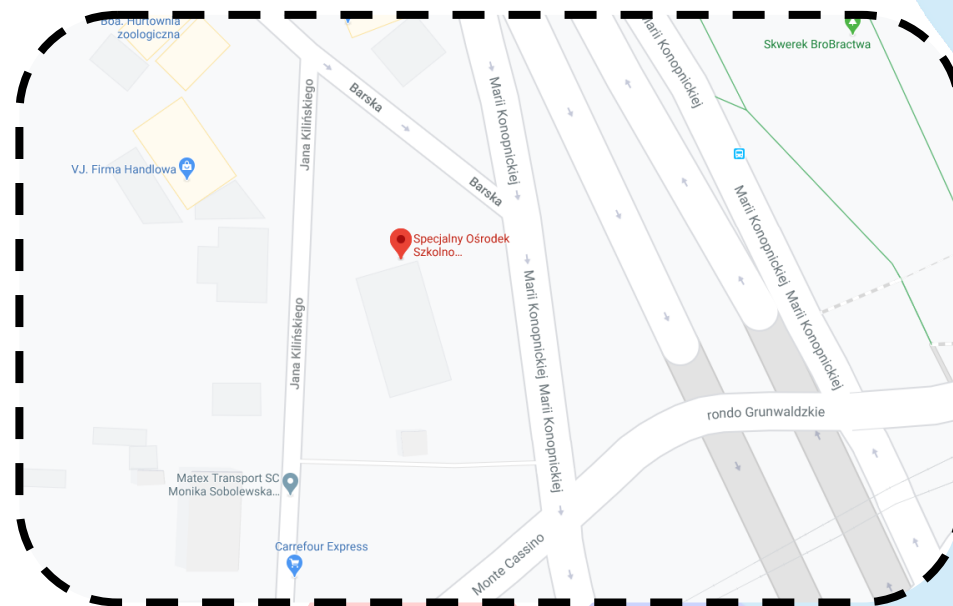 Boa. Hurtownia
zoologiczna
Skwerek BroBractwa
Marii Konopnickiej
Barska
Jana Kilińskiego
Marii Konopnickiej
VJ. Firma Handlowa
Barska
Marii Konopnickiej
Specjalny Ośrodek
Szkolno...
Jana Kilińskiego
Marii Konopnickiej
Marii Konopnickiej
Marii Konopnickiej
rondo Grunwaldzkie
Matex Transport SC
Monika Sobolewska...
Carrefour Express
Monte Cassino